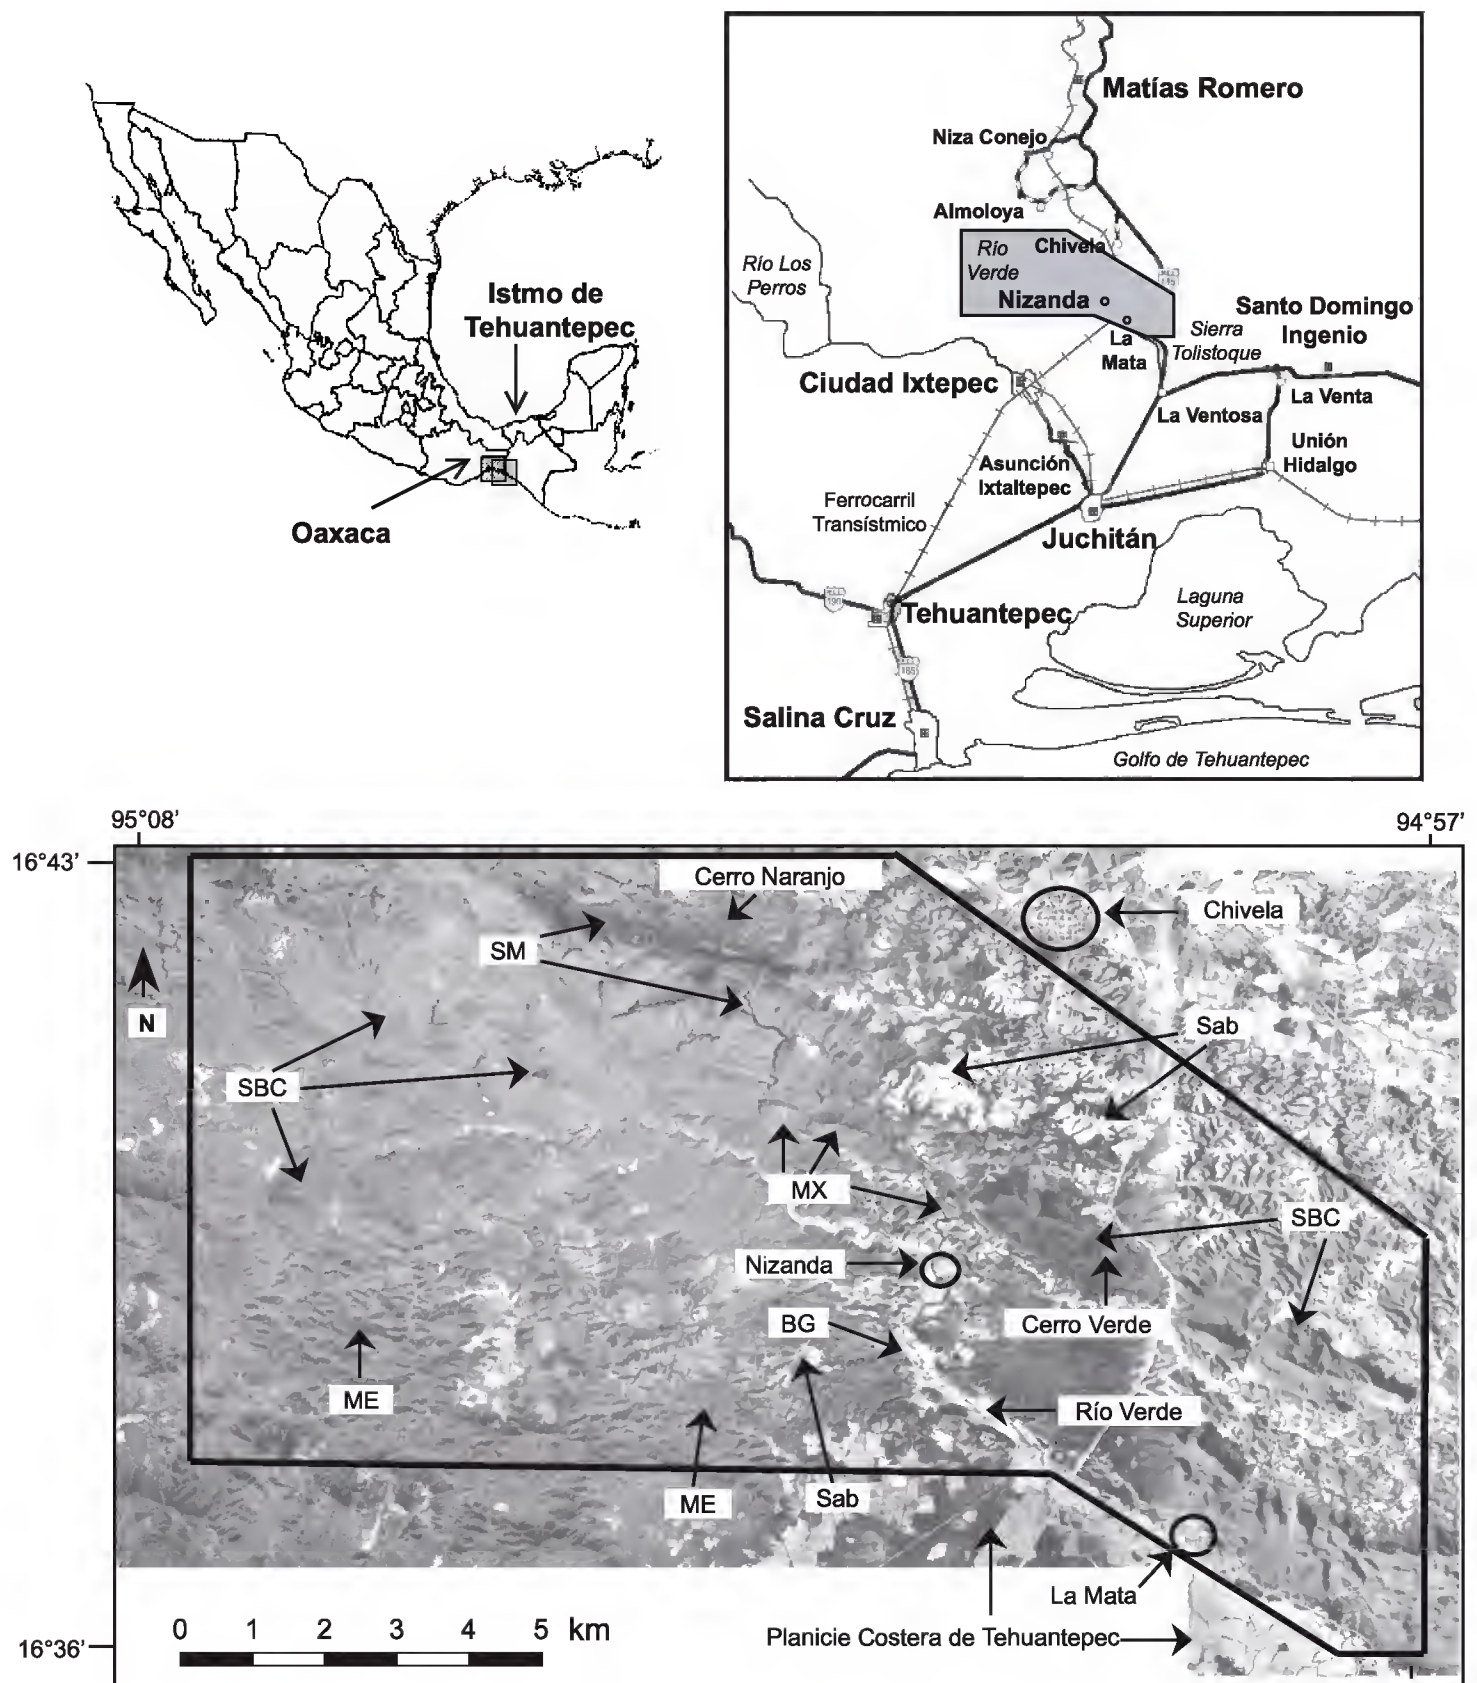 Istmo de
Tehuantepec
Oaxaca
Matías Romero
Niza Conejo
Almoloya
Río
Verde
Chivela
Río Los
Perros
Nizanda
La
Mata
Sierra
Tolistoque
Santo Domingo
Ingenio
Ciudad Ixtepec
La Venta
La Ventosa
Unión
Hidalgo
Asunción
Ixtaltepec
Ferrocarril
Transístmico
Juchitán
Laguna
Superior
190
Tehuantepec
185
Salina Cruz
Golfo de Tehuantepec
95°08’
94°57’
16°43’
Cerro Naranjo
Chivela
SM
N
Sab
SBC
MX
SBC
Nizanda
BG
Cerro Verde
ME
Río Verde
ME
Sab
La Mata
0 1 2 3 4 5 km
Planicie Costera de Tehuantepec
16°36’